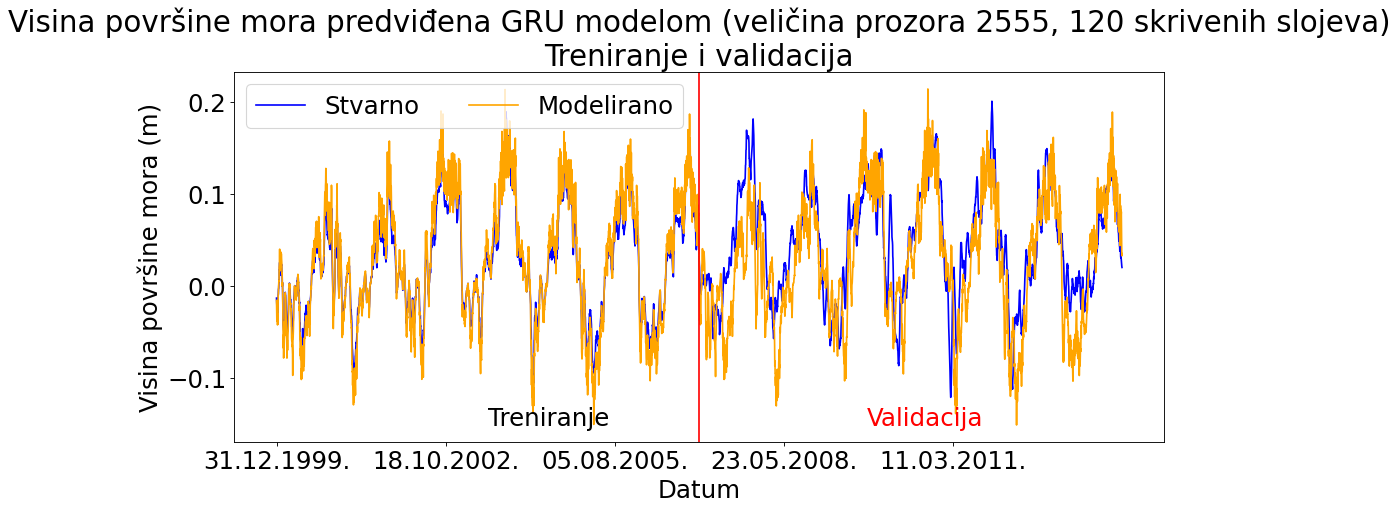 Visina površine mora predviđena GRU modelom (veličina prozora 2555, 120 skrivenih slojeva)
Treniranje i validacija
Stvarno
Modelirano
Visina površine mora (m)
0.2
0.1
0.0
−0.1
Treniranje
Validacija
31.12.1999.
18.10.2002.
05.08.2005.
23.05.2008.
11.03.2011.
Datum